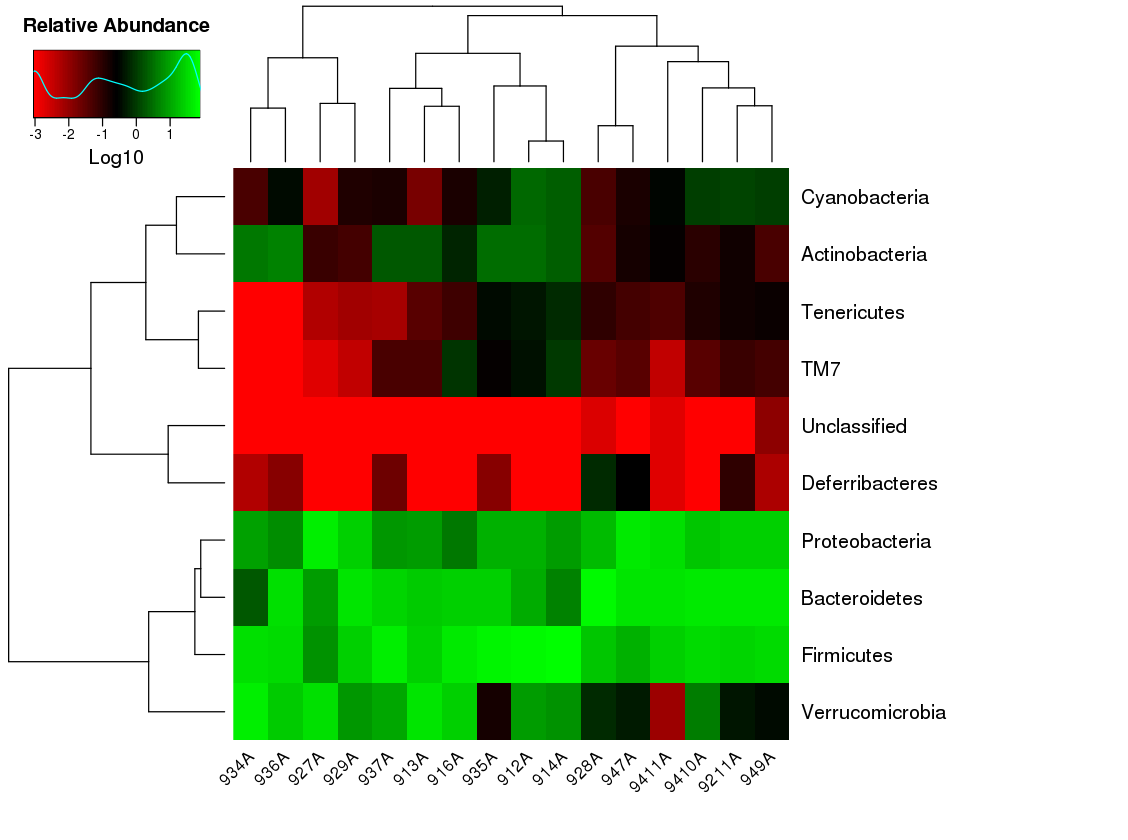 Relative Abundance
-3 -2 -1 0 1
Log10
Cyanobacteria
Actinobacteria
Tenericutes
TM7
Unclassified
Deferribacteres
Proteobacteria
Bacteroidetes
Firmicutes
Verrucomicrobia
934A 936A 927A 929A 937A 913A 916A 935A 912A 914A 928A 947A 9411A 9410A 9211A 949A